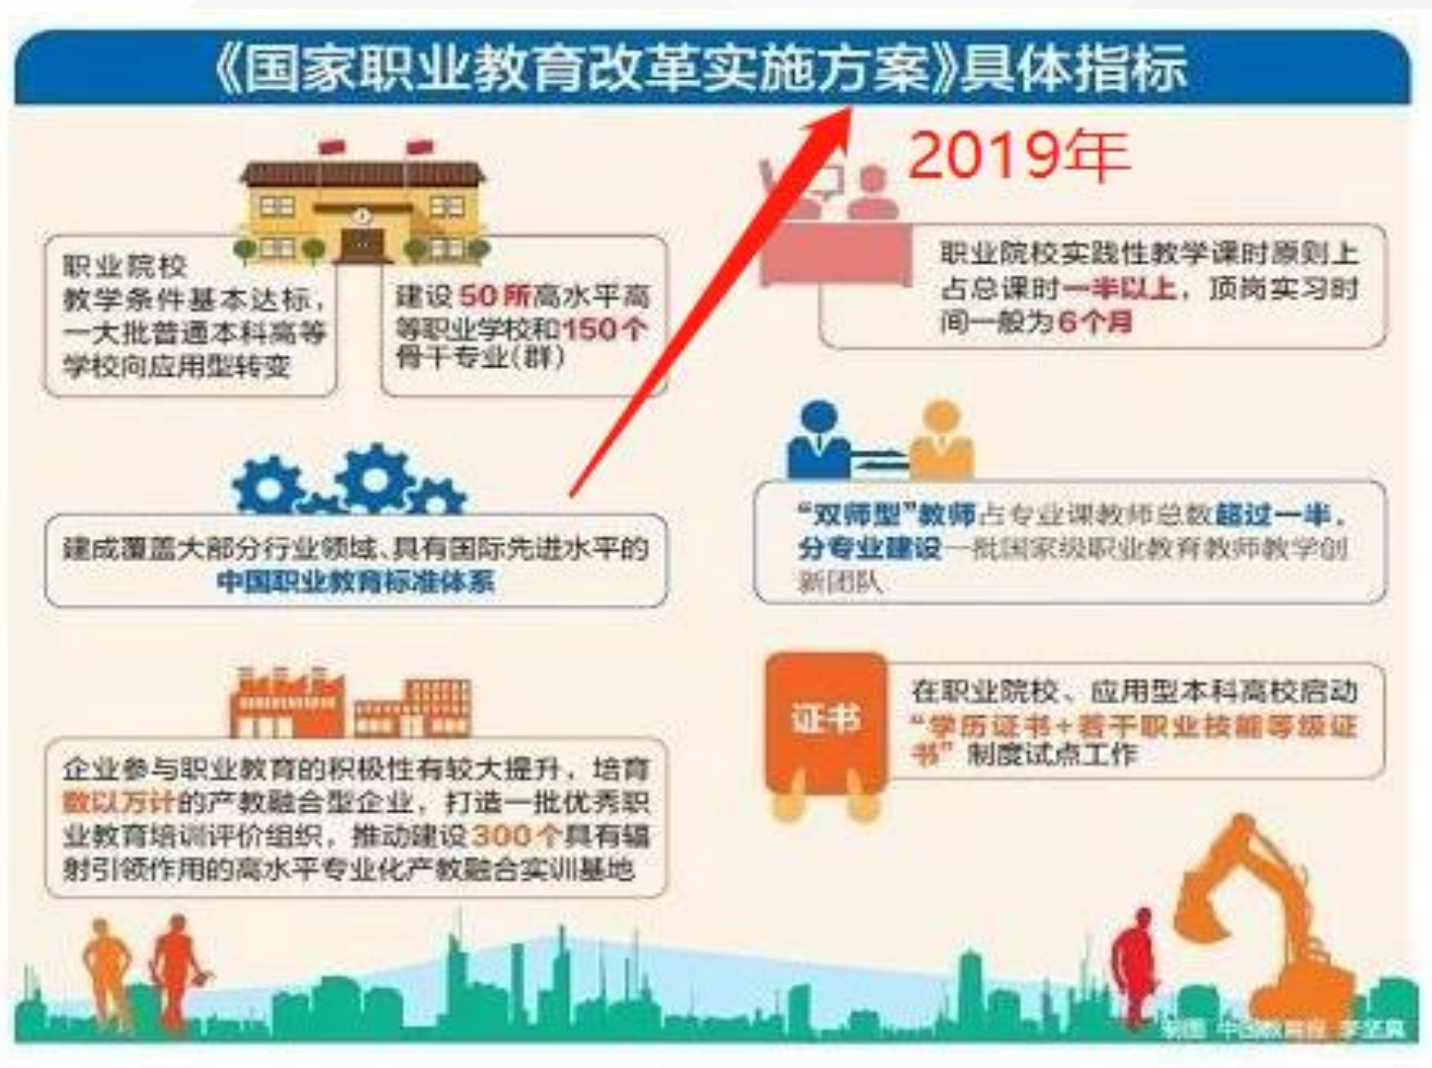 《国家职业教育改革实施方案》具体指标
2019年
职业院校
教学条件基本达标，
一大批普通本科高等
学校向应用型转变
建设50所高水平高
等职业学校和150个
骨干专业(群)
职业院校实践性教学课时原则上
占总课时一半以上，顶岗实习时
间一般为6个月
建成覆盖大部分行业领域、具有国际先进水平的
中国职业教育标准体系
“双师型”教师占专业课教师总数超过一半，
分专业建设一批国家级职业教育教师教学创
新团队
企业参与职业教育的积极性有较大提升，培育
数以万计的产教融合型企业，打造一批优秀职
业教育培训评价组织，推动建设300个具有辐
射引领作用的高水平专业化产教融合实训基地
证书
在职业院校、应用型本科高校启动
“学历证书+若干职业技能等级证
书”制度试点工作
制图 中国教育报